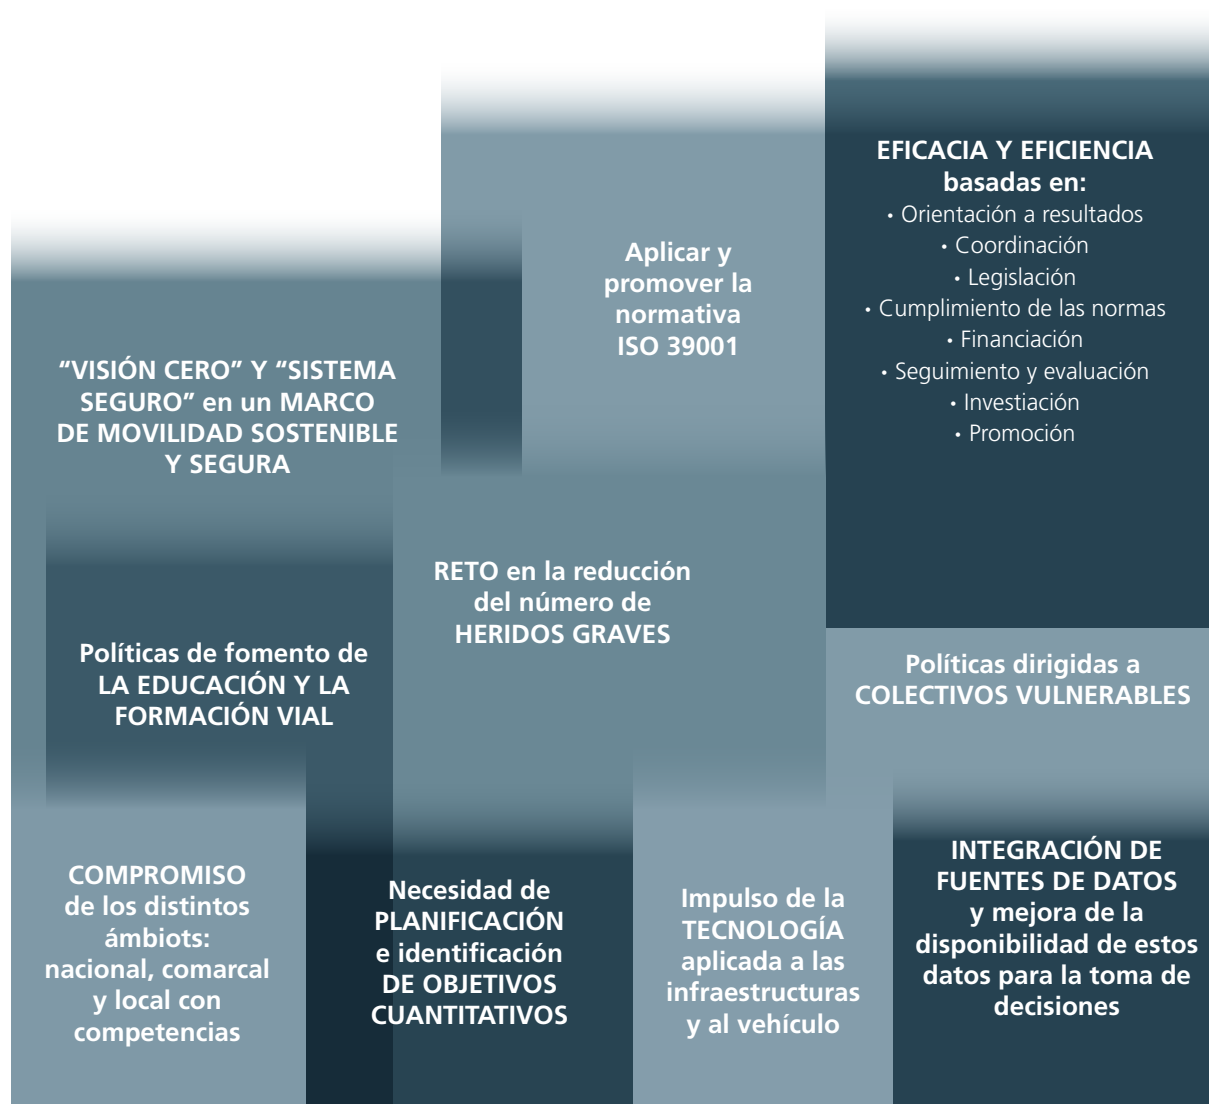 EFICACIA Y EFICIENCIA
basadas en:
• Orientación a resultados
• Coordinación
• Legislación
• Cumplimiento de las normas
• Financiación
• Seguimiento y evaluación
• Investiación
• Promoción
Aplicar y
promover la
normativa
ISO 39001
“VISIÓN CERO” Y “SISTEMA
SEGURO” en un MARCO
DE MOVILIDAD SOSTENIBLE
Y SEGURA
RETO en la reducción
del número de
HERIDOS GRAVES
Políticas de fomento de
LA EDUCACIÓN Y LA
FORMACIÓN VIAL
Políticas dirigidas a
COLECTIVOS VULNERABLES
COMPROMISO
de los distintos
ámbiots:
nacional, comarcal
y local con
competencias
Necesidad de
PLANIFICACIÓN
e identificación
DE OBJETIVOS
CUANTITATIVOS
Impulso de la
TECNOLOGÍA
aplicada a las
infraestructuras
y al vehículo
INTEGRACIÓN DE
FUENTES DE DATOS
y mejora de la
disponibilidad de estos
datos para la toma de
decisiones